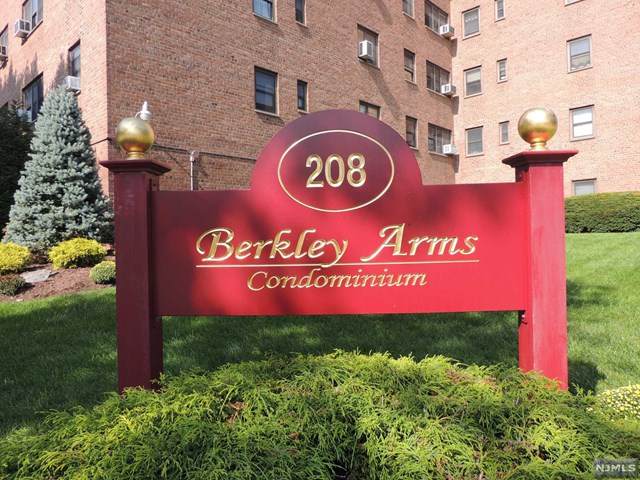 208
Berkley Arms
Condominium
NJMLS